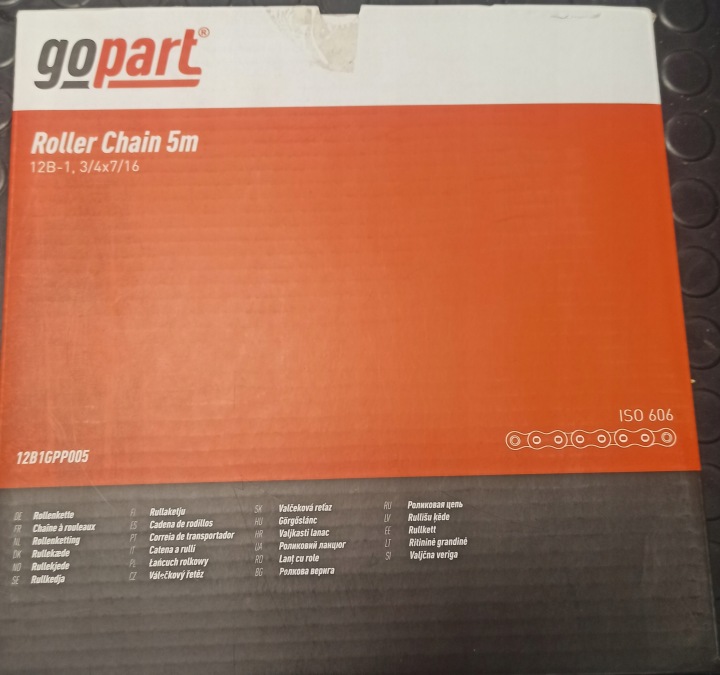 gopart®
Roller Chain 5m
12B-1, 3/4x7/16
ISO 606
12B1GPP005
DE Rollenkette
FR Chaîne à rouleaux
NL Rollenketting
DK Rullekæde
NO Rullekjede
SE Rullkedja
FI Rullaketju
ES Cadena de rodillos
PT Correia de transportador
IT Catena a rulli
PL Łańcuch rolkowy
CZ Válečkový řetěz
SK Valčeková reťaz
HU Görgőslánc
HR Valjkasti lanac
UA Роликовий ланцюг
RO Lanț cu role
BG Ролкова верига
RU Роликовая цепь
LV Rullīšu ķēde
EE Rullkett
LT Ritininė grandinė
SI Valjčna veriga